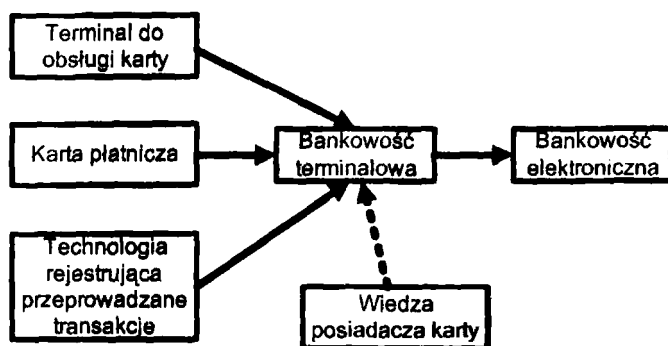 Terminal do
obsługi karty
Karta płatnicza
Bankowość
terminalowa
Bankowość
elektroniczna
Technologia
rejestrująca
przeprowadzane
transakcje
Wiedza
posiadacza karty